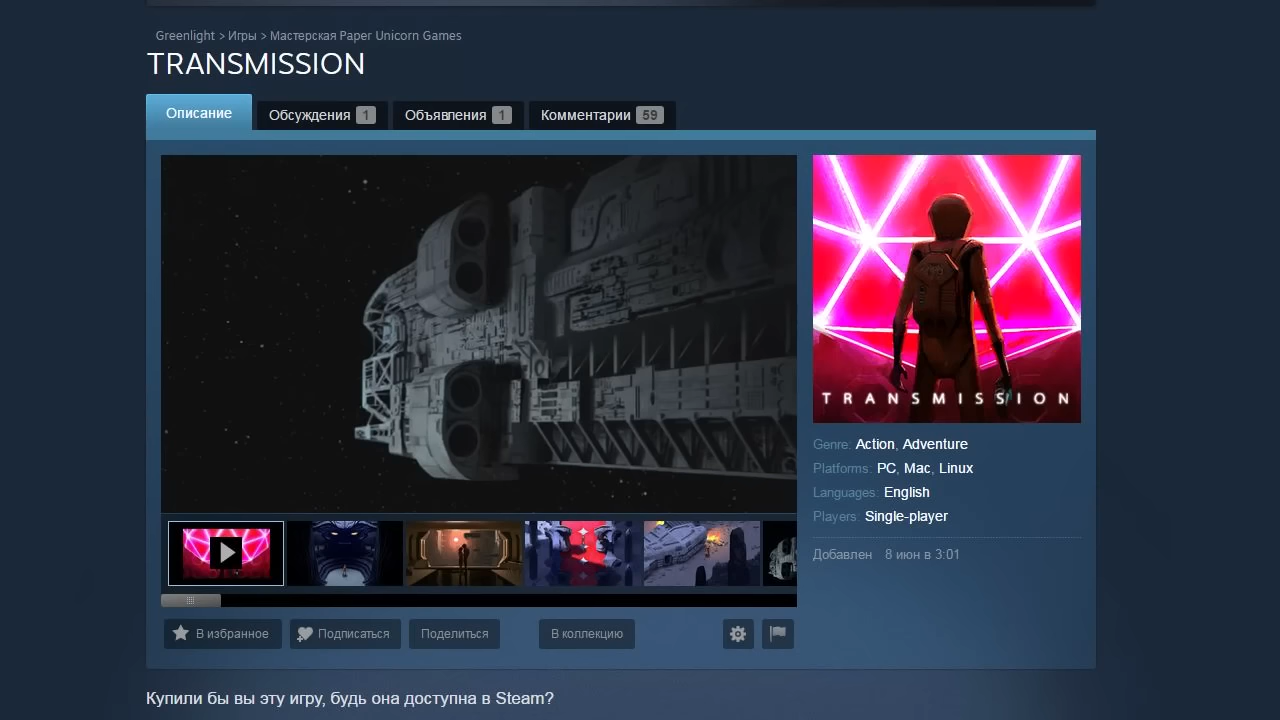 Greenlight > Игры > Мастерская Paper Unicorn Games
TRANSMISSION
Описание
Обсуждения 1
Объявления 1
Комментарии 59
TRANSMISSION
Genre: Action, Adventure
Platforms: PC, Mac, Linux
Languages: English
Players: Single-player
Добавлен 8 июн в 3:01
В избранное
Подписаться
Поделиться
В коллекцию
Купили бы вы эту игру, будь она доступна в Steam?